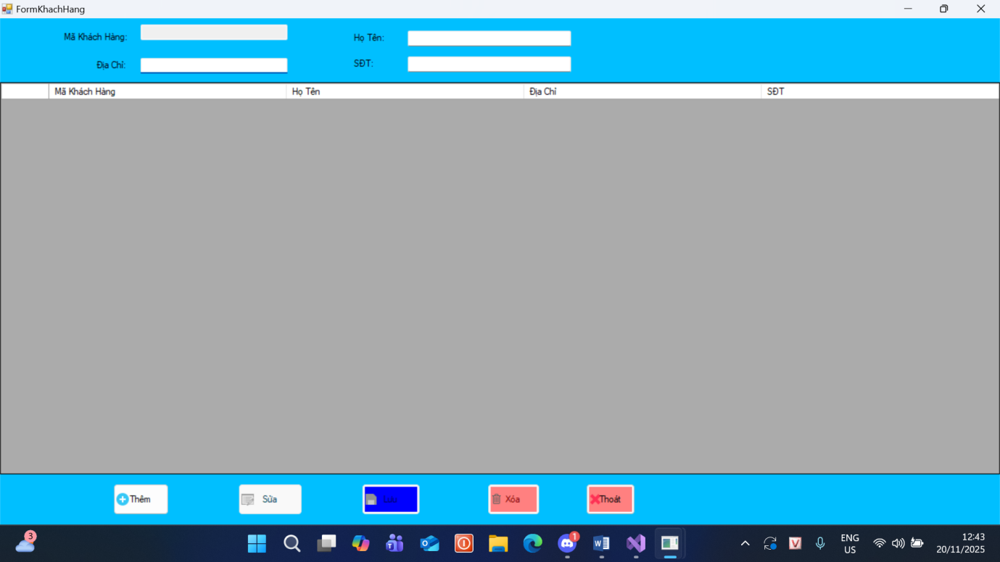 FormKhachHang
Mã Khách Hàng:
Họ Tên:
Địa Chỉ:
SĐT:
Mã Khách Hàng Họ Tên Địa Chỉ SĐT
Thêm Sửa Lưu Xóa Thoát
3
1
ENG
US
12:43
20/11/2025